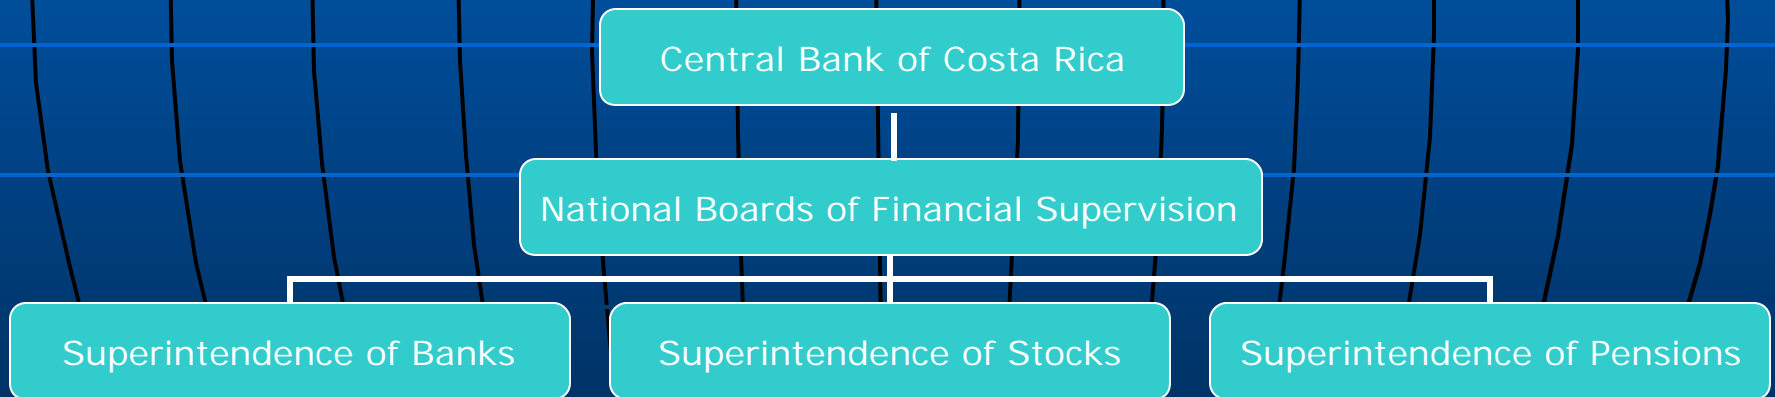 Central Bank of Costa Rica
National Boards of Financial Supervision
Superintendence of Banks
Superintendence of Stocks
Superintendence of Pensions